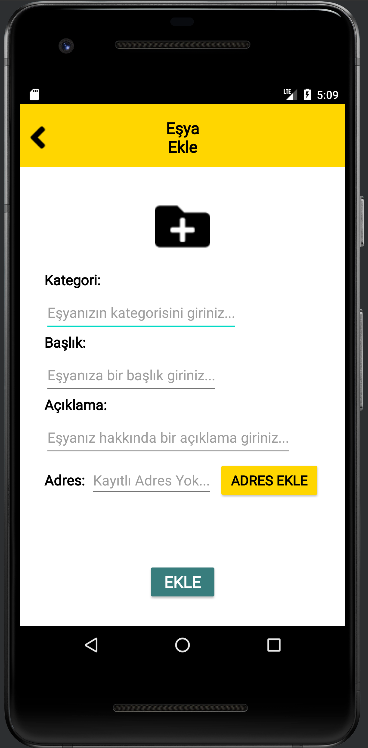 LTE 5:09
Eşya
Ekle
Kategori:
Eşyanızın kategorisini giriniz...
Başlık:
Eşyanıza bir başlık giriniz...
Açıklama:
Eşyanız hakkında bir açıklama giriniz...
Adres: Kayıtlı Adres Yok... ADRES EKLE
EKLE